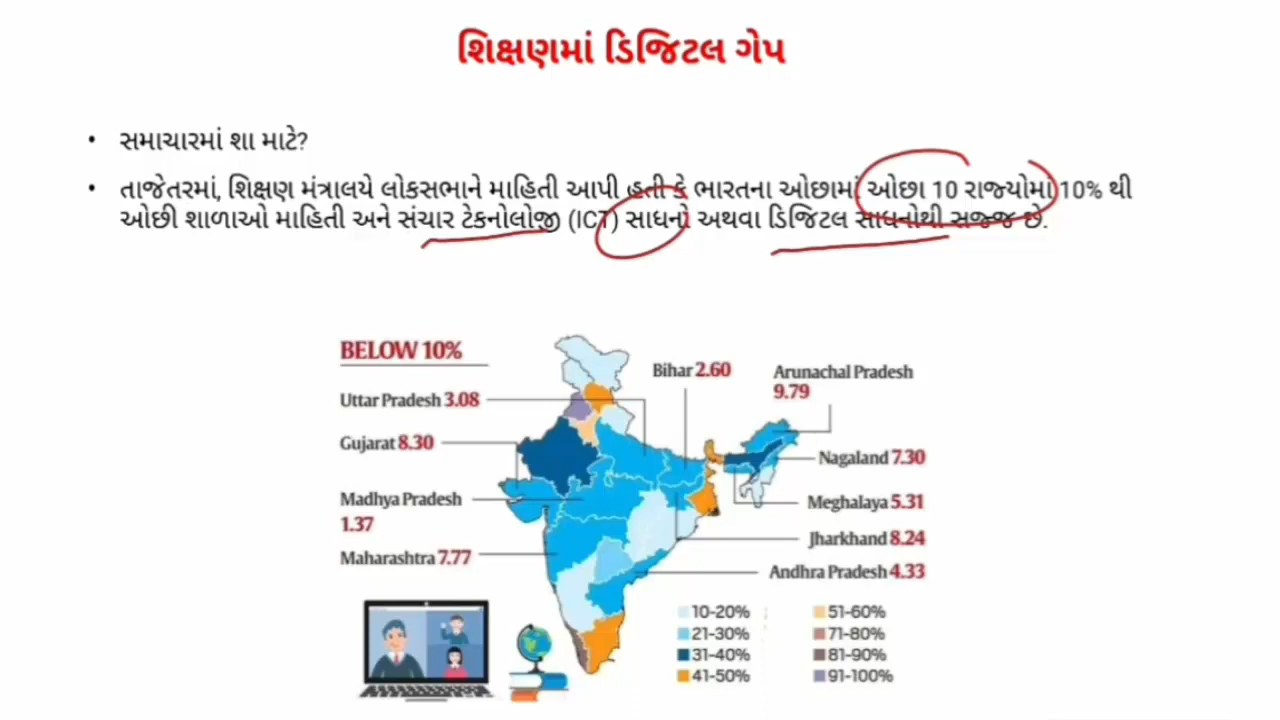 શિક્ષણમાં ડિજિટલ ગેપ
• સમાચારમાં શા માટે?
• તાજેતરમાં, શિક્ષણ મંત્રાલયે લોકસભાને માહિતી આપી હતી કે ભારતના ઓછામાં ઓછા 10 રાજ્યોમાં 10% થી
ઓછી શાળાઓ માહિતી અને સંચાર ટેકનોલોજી (ICT) સાધનો અથવા ડિજિટલ સાધનોથી સજ્જ છે.
BELOW 10%
Uttar Pradesh 3.08
Gujarat 8.30
Madhya Pradesh
1.37
Maharashtra 7.77
Bihar 2.60
Arunachal Pradesh
9.79
Nagaland 7.30
Meghalaya 5.31
Jharkhand 8.24
Andhra Pradesh 4.33
10-20%
21-30%
31-40%
41-50%
51-60%
71-80%
81-90%
91-100%